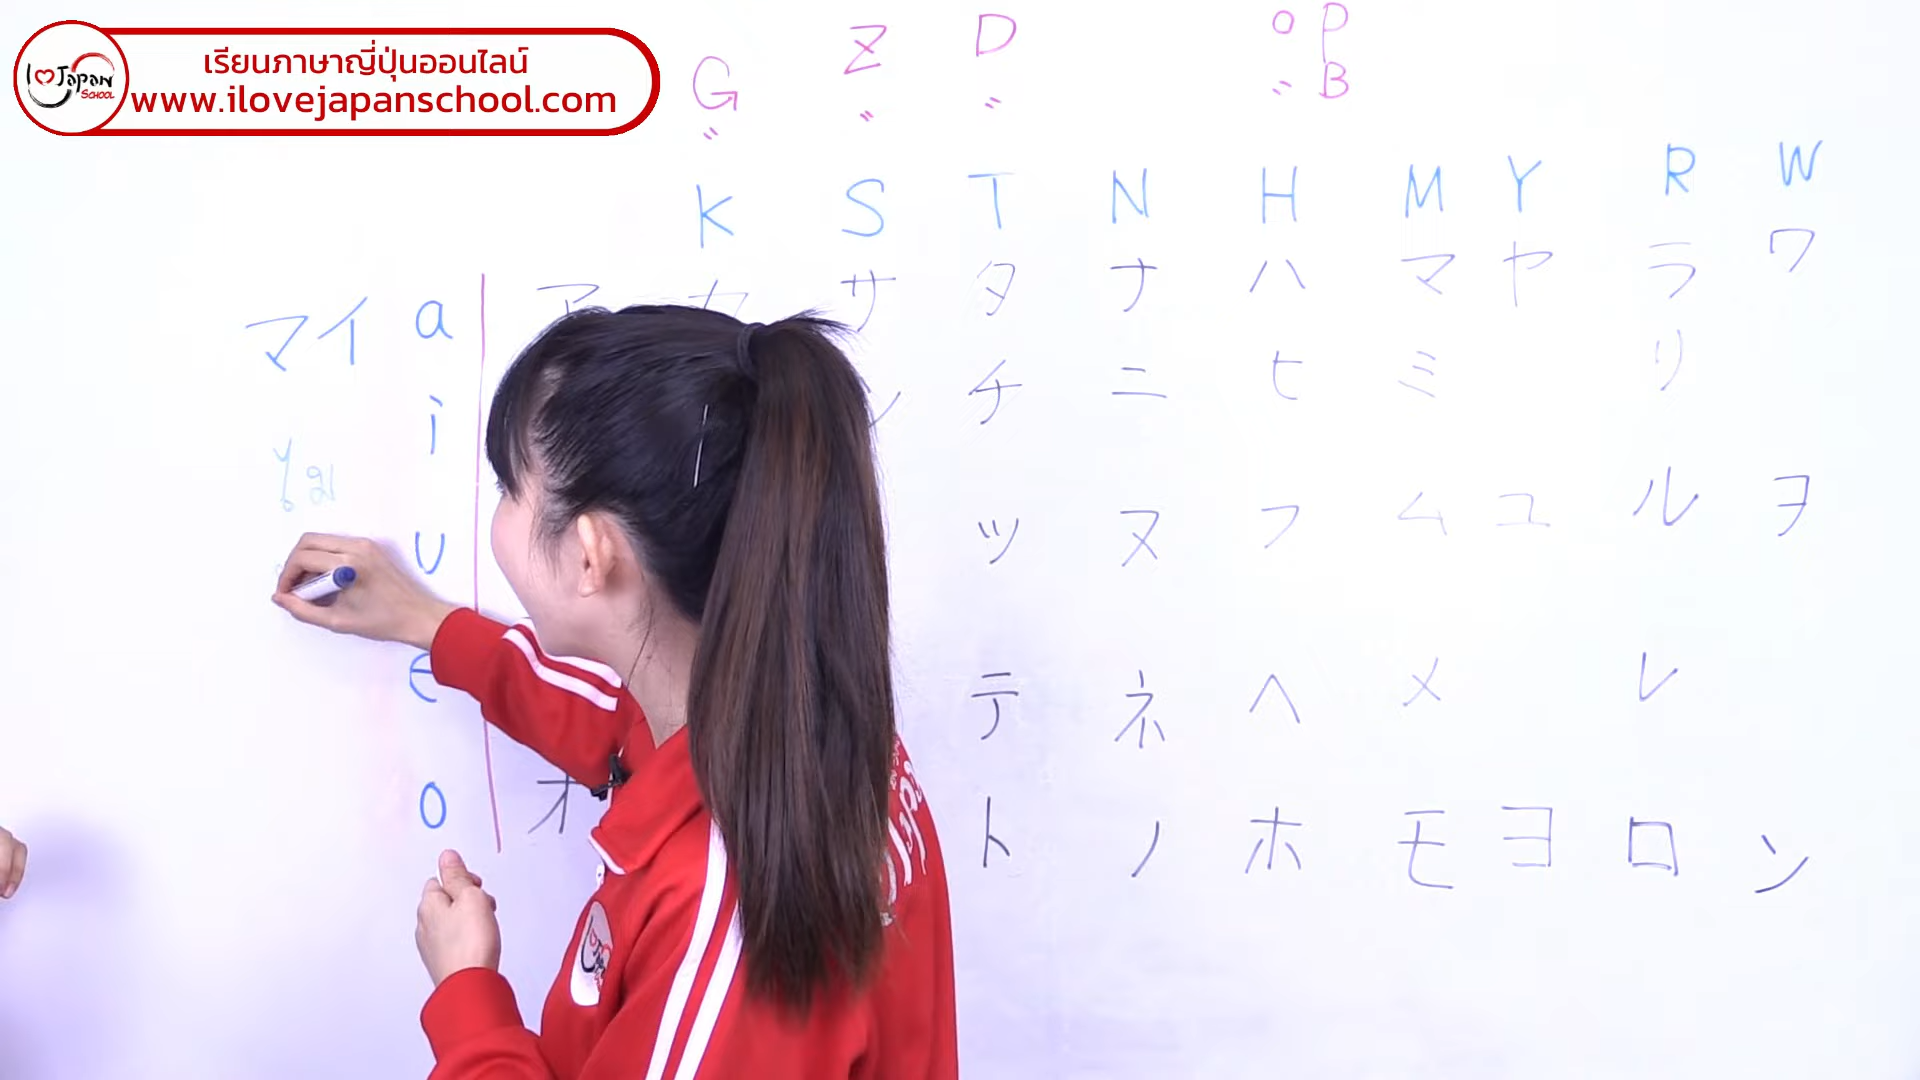 I Japan
SCHOOL
เรียนภาษาญี่ปุ่นออนไลน์
www.ilovejapanschool.com
G Z D P
B
K S T N H M Y R W
マイ a ア カ サ タ ナ ハ マ ヤ ラ ワ
i チ ニ ヒ ミ リ
ไม
u ツ ヌ フ ム ユ ル ヲ
e テ ネ ヘ メ レ
o オ ト ノ ホ モ ヨ ロ ン